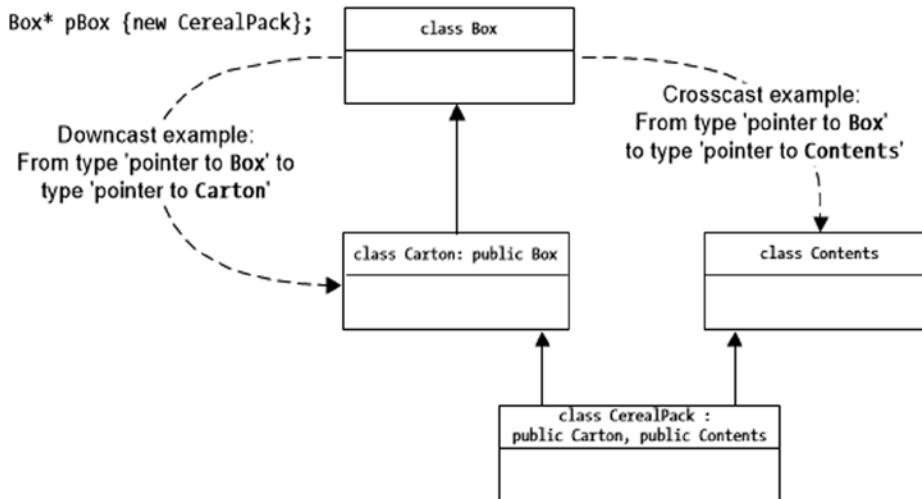 Box* pBox {new CerealPack};
class Box
Downcast example:
From type 'pointer to Box' to
type 'pointer to Carton'
Crosscast example:
From type 'pointer to Box'
to type 'pointer to Contents'
class Carton: public Box
class Contents
class CerealPack :
public Carton, public Contents